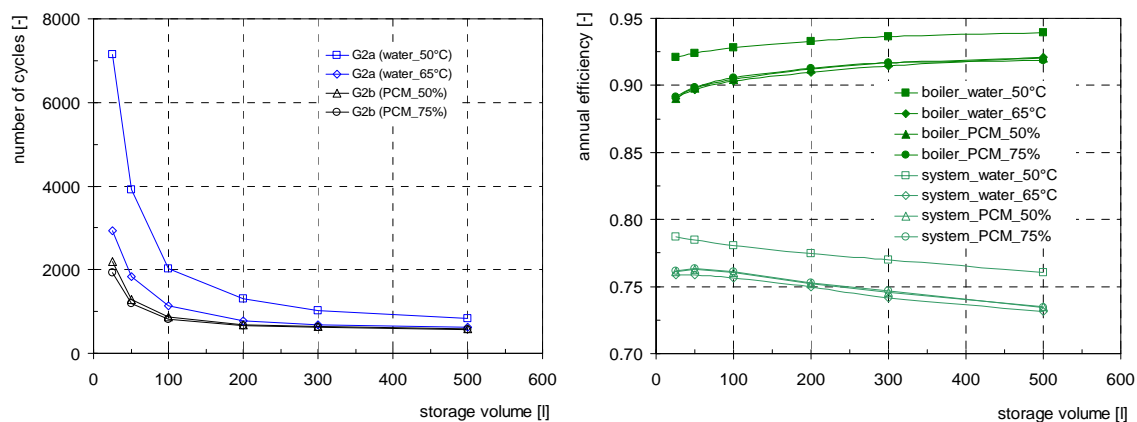 number of cycles [-]
8000
6000
4000
2000
0
0 100 200 300 400 500 600
storage volume [l]
G2a (water_50°C)
G2a (water_65°C)
G2b (PCM_50%)
G2b (PCM_75%)
annual efficiency [-]
0.95
0.90
0.85
0.80
0.75
0.70
0 100 200 300 400 500 600
storage volume [l]
boiler_water_50°C
boiler_water_65°C
boiler_PCM_50%
boiler_PCM_75%
system_water_50°C
system_water_65°C
system_PCM_50%
system_PCM_75%